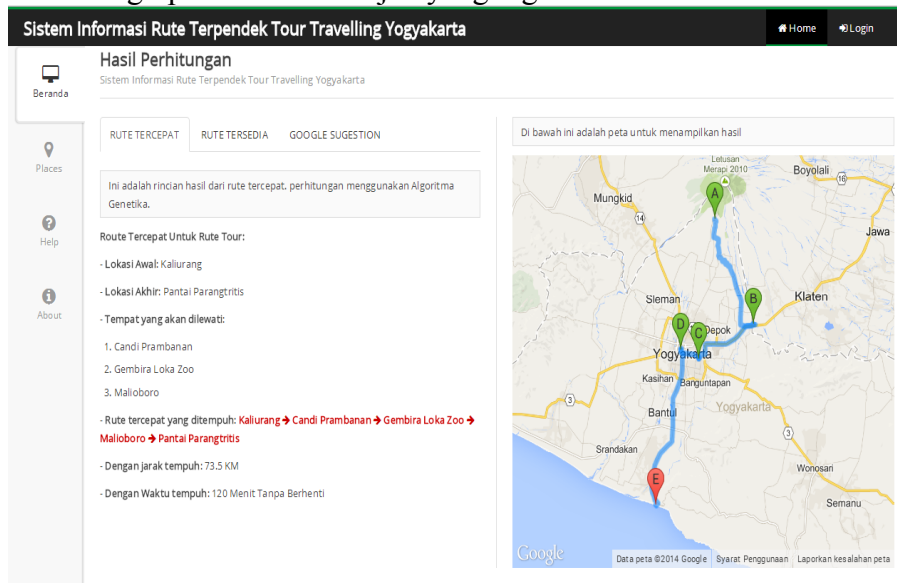 Sistem Informasi Rute Terpendek Tour Travelling Yogyakarta
Home
Login
Beranda
Places
Help
About
Hasil Perhitungan
Sistem Informasi Rute Terpendek Tour Travelling Yogyakarta
RUTE TERCEPAT
RUTE TERSEDIA
GOOGLE SUGESTION
Ini adalah rincian hasil dari rute tercepat, perhitungan menggunakan Algoritma
Genetika.
Route Tercepat Untuk Rute Tour:
- Lokasi Awal: Kaliurang
- Lokasi Akhir: Pantai Parangtritis
- Tempat yang akan dilewati:
1. Candi Prambanan
2. Gembira Loka Zoo
3. Malioboro
- Rute tercepat yang ditempuh: Kaliurang → Candi Prambanan → Gembira Loka Zoo →
Malioboro → Pantai Parangtritis
- Dengan jarak tempuh: 73.5 KM
- Dengan Waktu tempuh: 120 Menit Tanpa Berhenti
Di bawah ini adalah peta untuk menampilkan hasil
Lelusan
Merapi 2010
Boyolali
16
A
Mungkid
14
Jawa
Sleman
B
Klaten
D
C
Depok
Yogyakarta
Kasihan
Banguntapan
3
Yogyakarta
Bantul
3
Srandakan
Wonosari
E
Semanu
Google
Data peta ©2014 Google
Syarat Penggunaan
Laporkan kesalahan peta